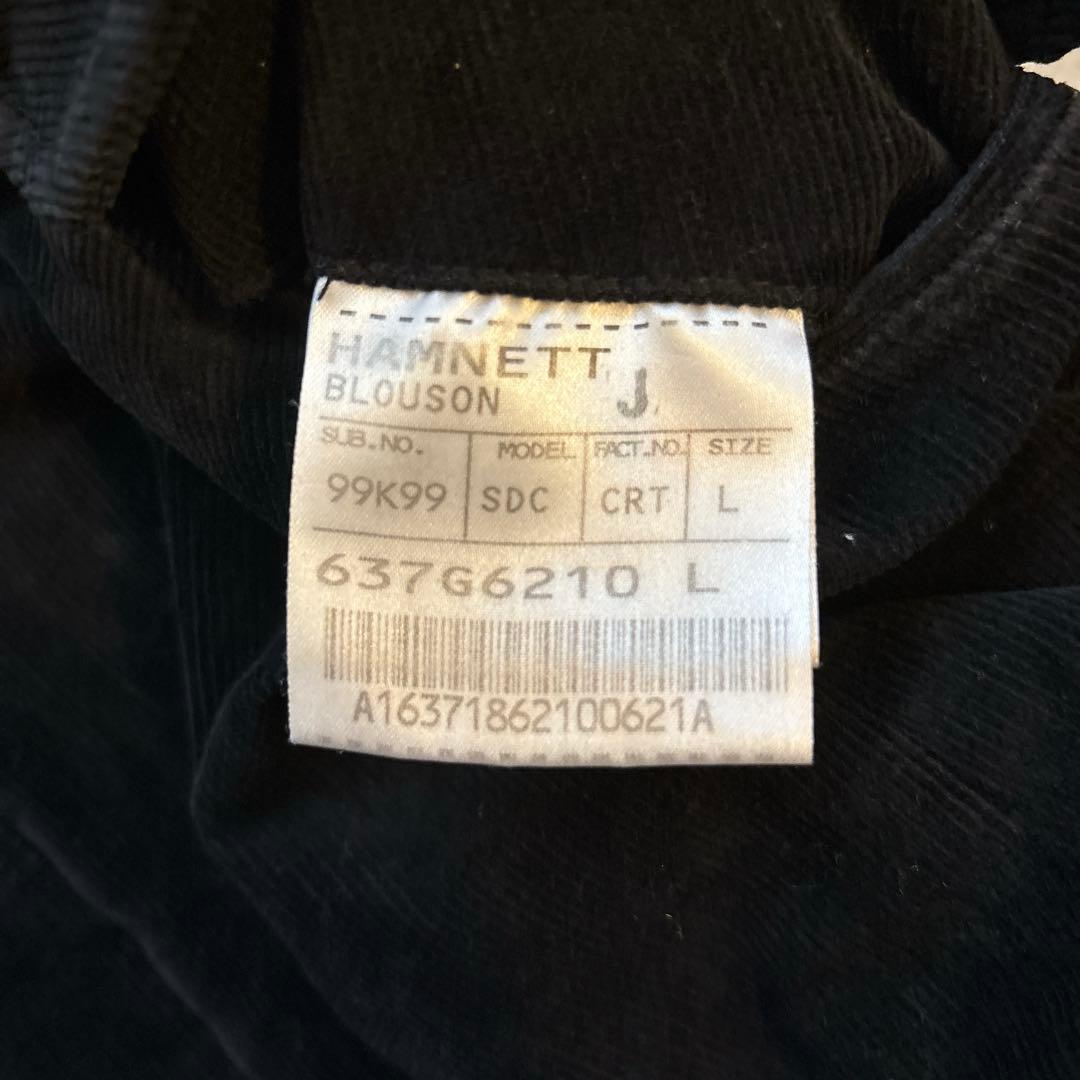 HAMNETT
BLOUSON J
SUB.NO. MODEL FACT.NO. SIZE
99K99 SDC CRT L
637G6210 L
A16371862100621A